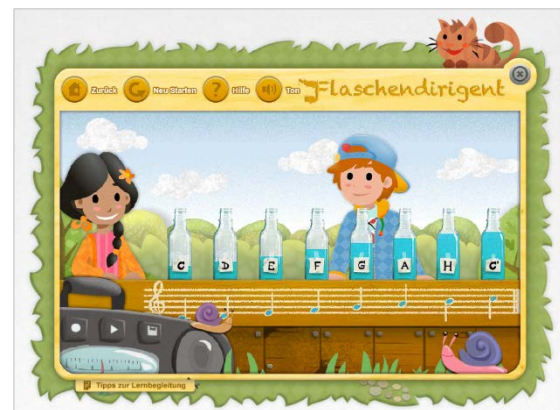 Zurück Neu Starten Hilfe Ton Flaschendirigent
C D E F G A H C'
Tipps zur Lernbegleitung